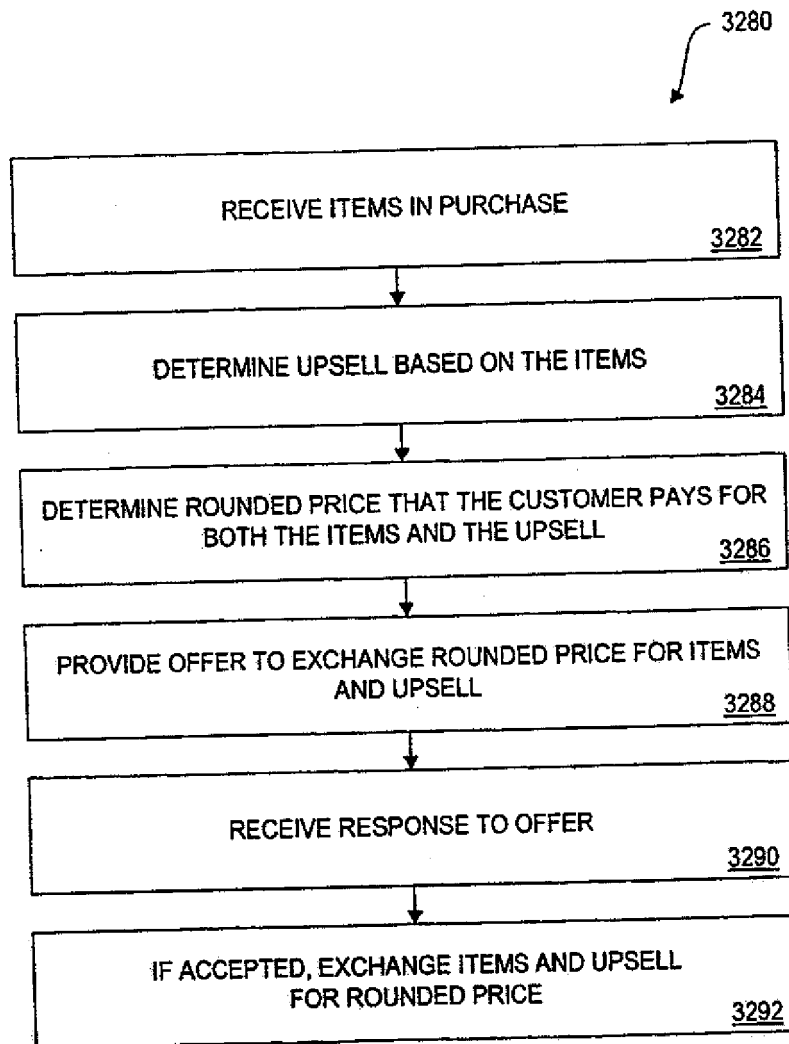 3280
RECEIVE ITEMS IN PURCHASE
3282
DETERMINE UPSELL BASED ON THE ITEMS
3284
DETERMINE ROUNDED PRICE THAT THE CUSTOMER PAYS FOR
BOTH THE ITEMS AND THE UPSELL
3286
PROVIDE OFFER TO EXCHANGE ROUNDED PRICE FOR ITEMS
AND UPSELL
3288
RECEIVE RESPONSE TO OFFER
3290
IF ACCEPTED, EXCHANGE ITEMS AND UPSELL
FOR ROUNDED PRICE
3292